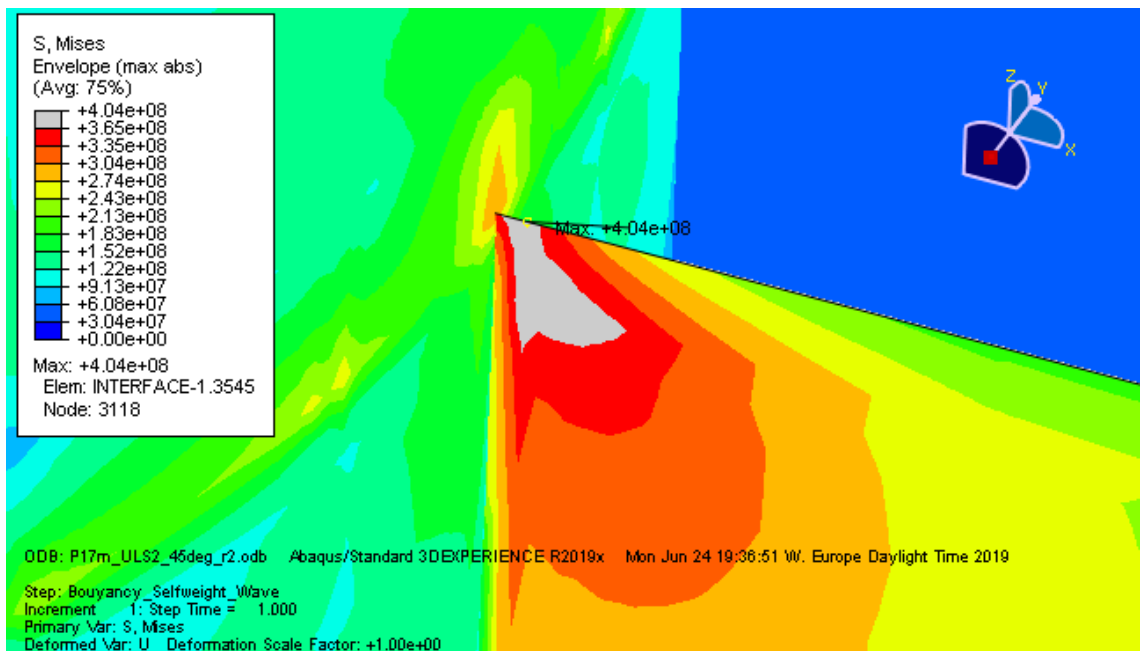 S, Mises
Envelope (max abs)
(Avg: 75%)
+4.04e+08
+3.65e+08
+3.35e+08
+3.04e+08
+2.74e+08
+2.43e+08
+2.13e+08
+1.83e+08
+1.52e+08
+1.22e+08
+9.13e+07
+6.08e+07
+3.04e+07
+0.00e+00
Max: +4.04e+08
Elem: INTERFACE-1.3545
Node: 3118
Z
Y
X
Max: +4.04e+08
ODB: P17m_ULS2_45deg_r2.odb Abaqus/Standard 3DEXPERIENCE R2019x Mon Jun 24 19:36:51 W. Europe Daylight Time 2019
Step: Bouyancy_Selfweight_Wave
Increment 1: Step Time = 1.000
Primary Var: S, Mises
Deformed Var: U Deformation Scale Factor: +1.00e+00